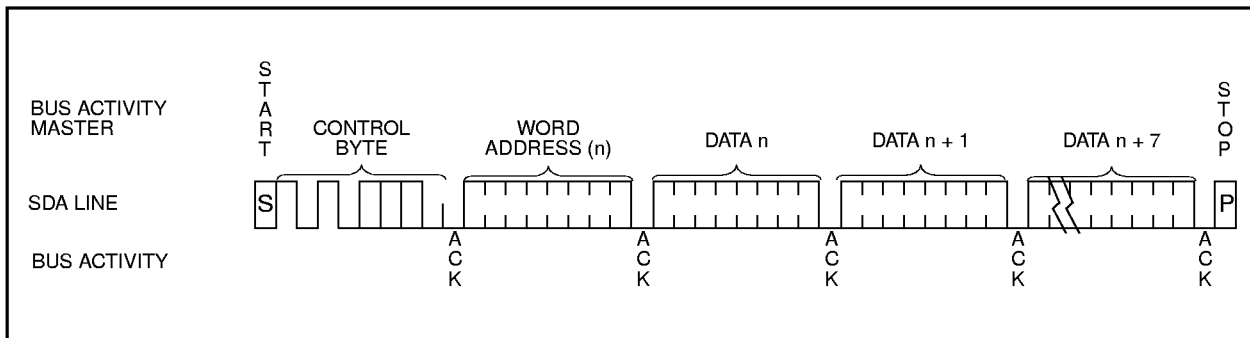 START
BUS ACTIVITY
MASTER
CONTROL
BYTE
WORD
ADDRESS (n)
DATA n
DATA n + 1
DATA n + 7
STOP
SDA LINE
S
P
BUS ACTIVITY
ACK
ACK
ACK
ACK
ACK